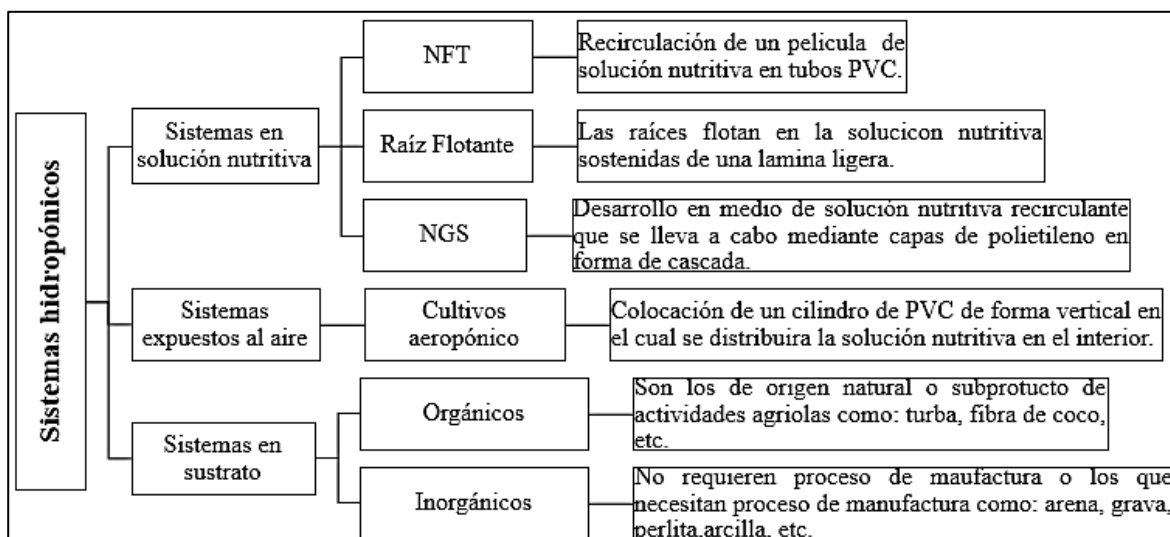 Sistemas hidropónicos
Sistemas en
solución nutritiva
NFT
Recirculación de un pelicula de
solución nutritiva en tubos PVC.
Raíz Flotante
Las raíces flotan en la solucicon nutritiva
sostenidas de una lamina ligera.
NGS
Desarrollo en medio de solución nutritiva recirculante
que se lleva a cabo mediante capas de polietileno en
forma de cascada.
Sistemas
expuestos al aire
Cultivos
aeropónico
Colocación de un cilindro de PVC de forma vertical en
el cual se distribuira la solución nutritiva en el interior.
Sistemas en
sustrato
Orgánicos
Son los de origen natural o subprotucto de
actividades agriolas como: turba, fibra de coco,
etc.
Inorgánicos
No requieren proceso de maufactura o los que
necesitan proceso de manufactura como: arena, grava,
perlita,arcilla, etc.